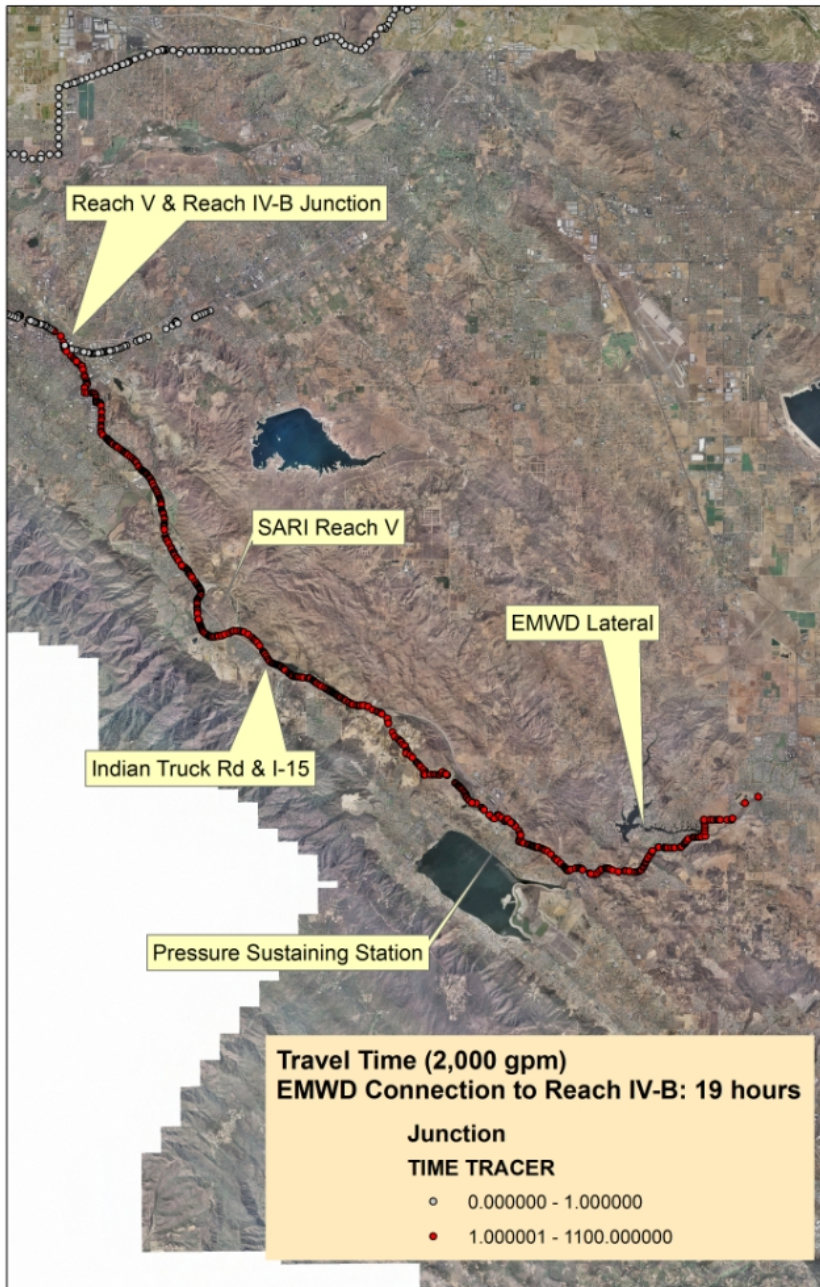 Reach V & Reach IV-B Junction
SARI Reach V
EMWD Lateral
Indian Truck Rd & I-15
Pressure Sustaining Station
Travel Time (2,000 gpm)
EMWD Connection to Reach IV-B: 19 hours
Junction
TIME TRACER
0.000000 - 1.000000
1.000001 - 1100.000000